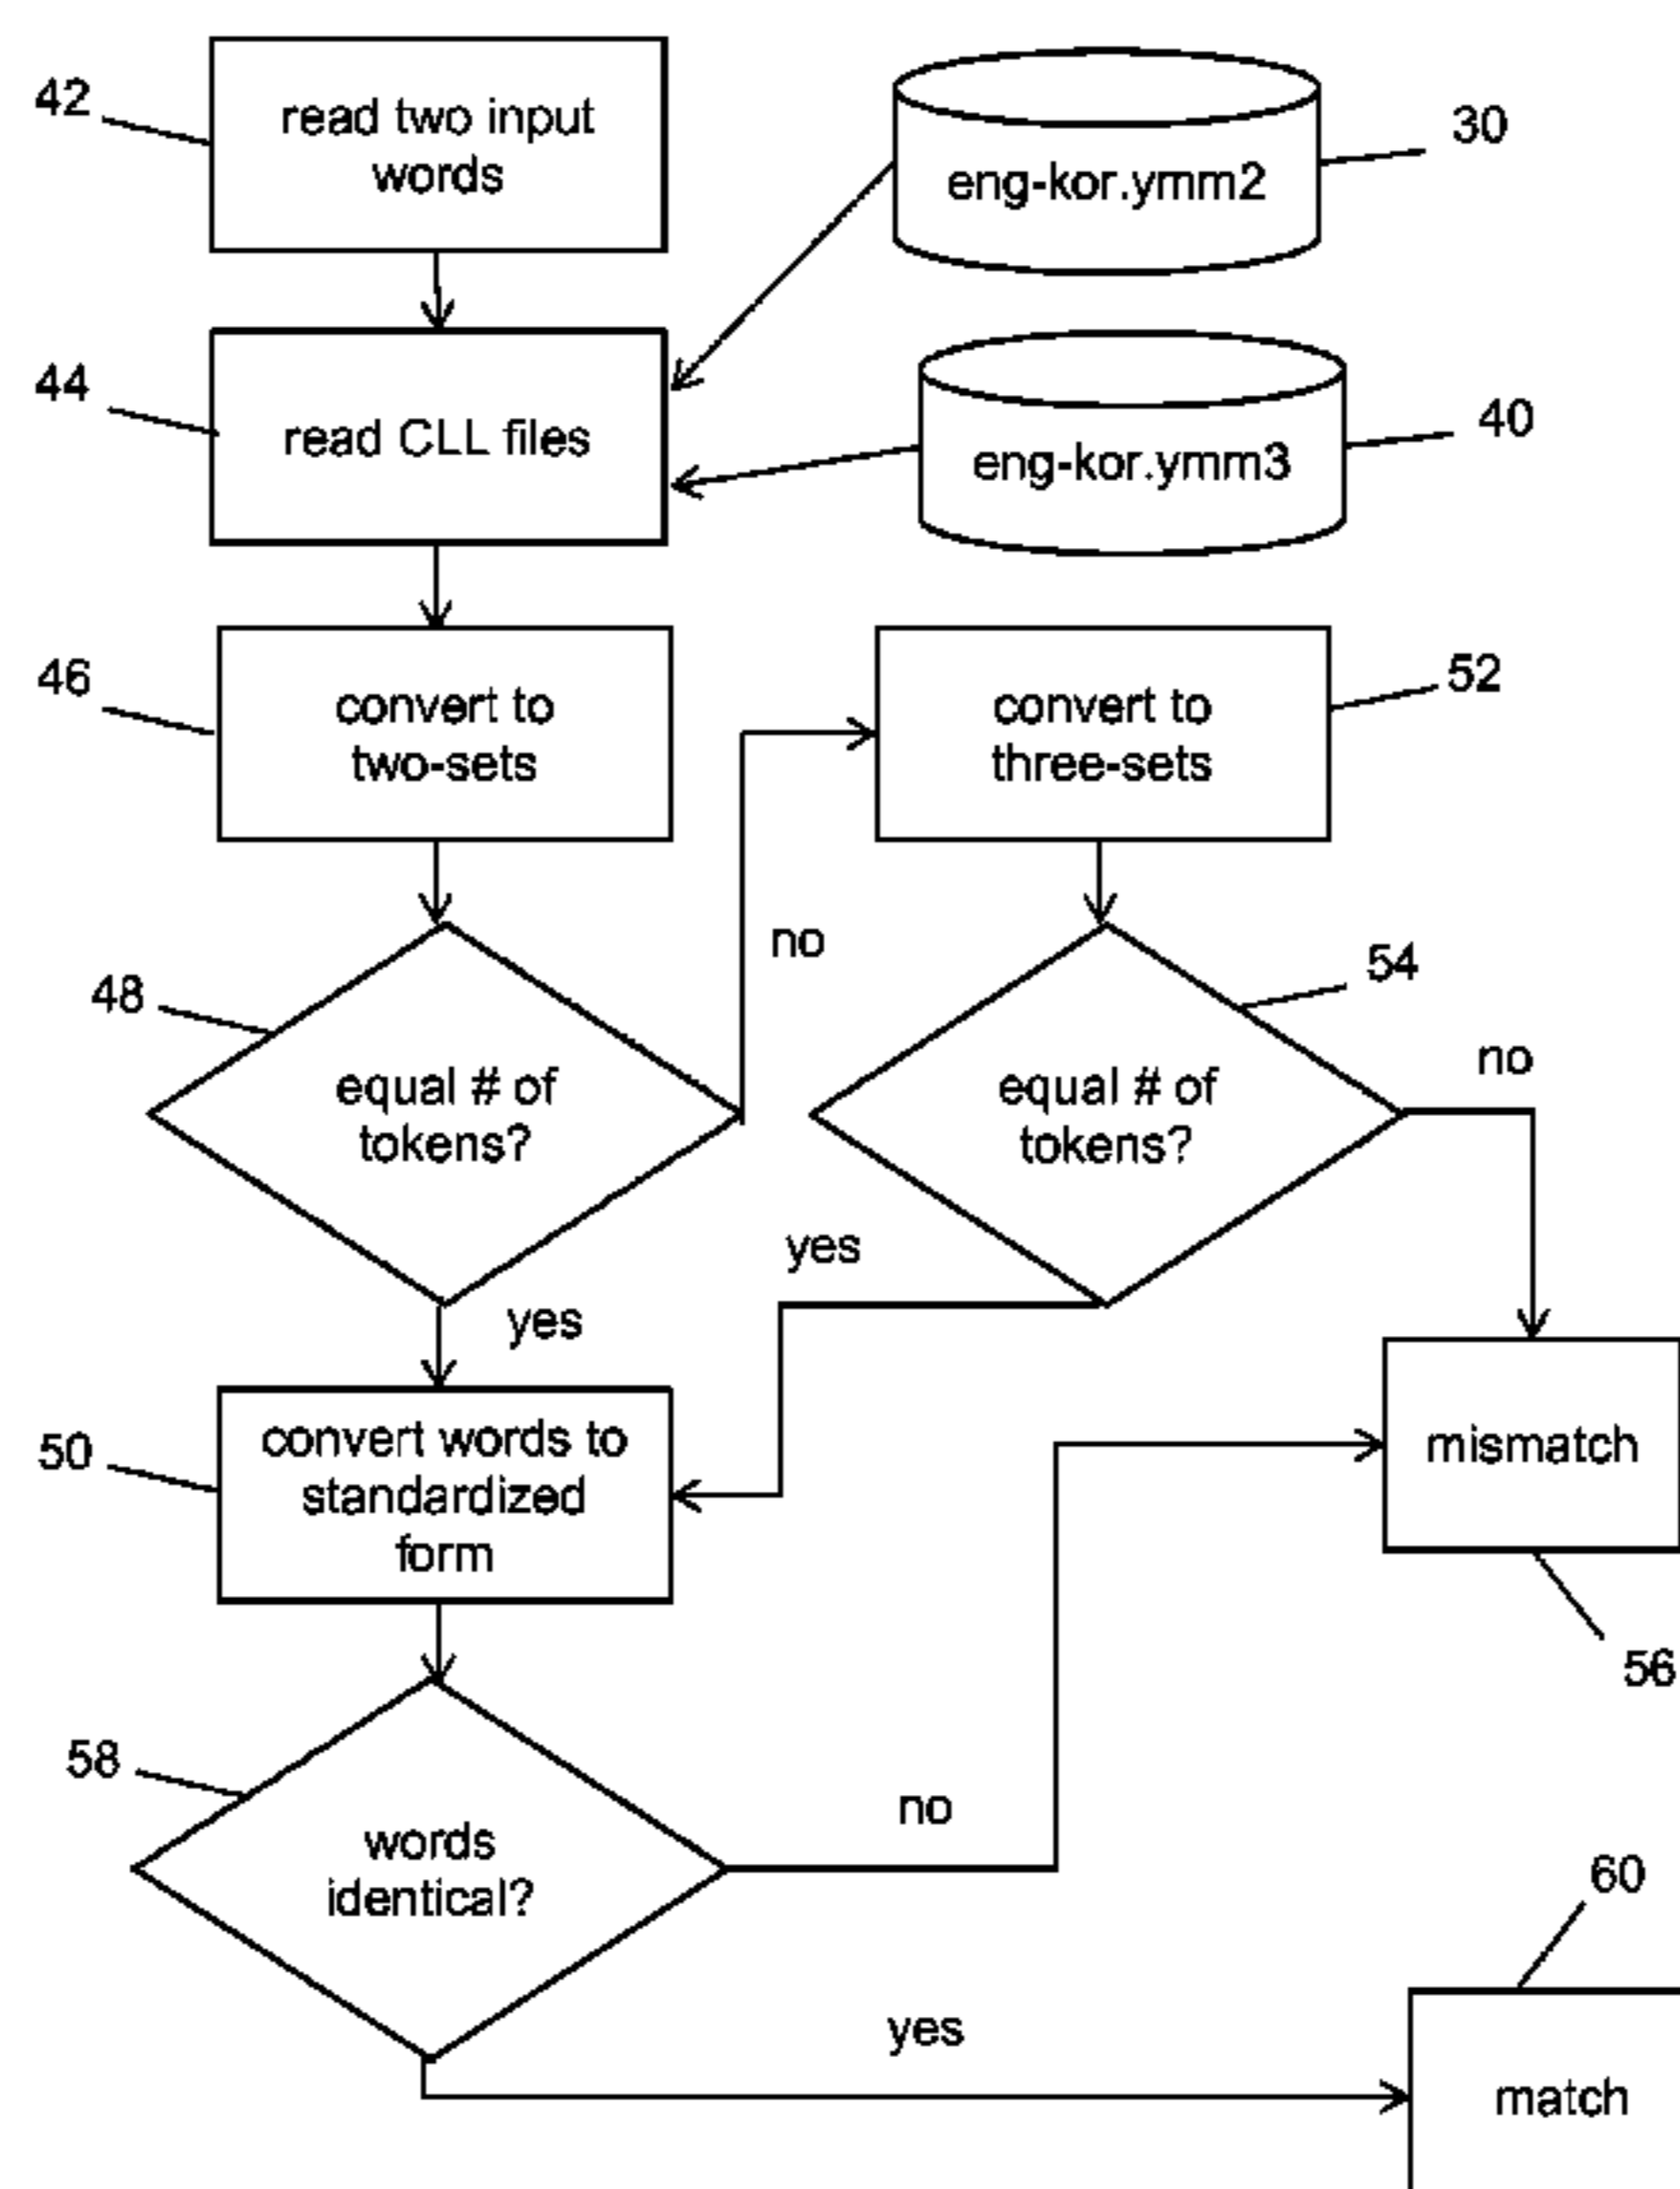 42
read two input
words
30
eng-kor.ymm2
44
read CLL files
40
eng-kor.ymm3
46
convert to
two-sets
52
convert to
three-sets
no
48
equal # of
tokens?
54
equal # of
tokens?
no
yes
yes
50
convert words to
standardized
form
mismatch
56
58
words
identical?
no
60
yes
match